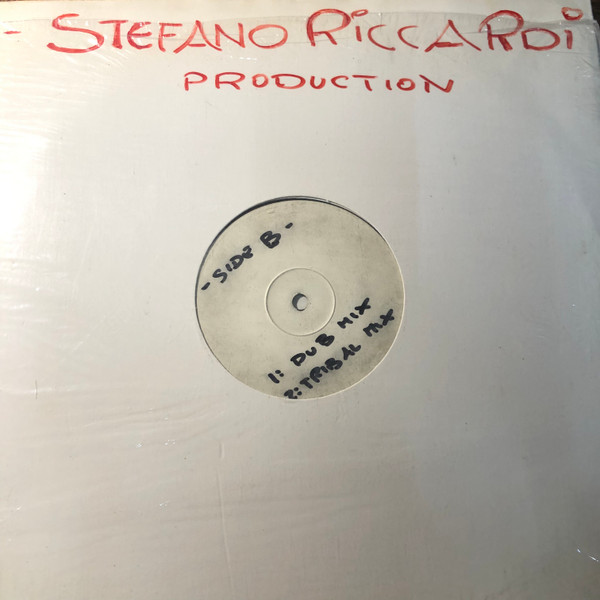 - STEFANO RiCCARDi
PRODUCTION
- SIDE B -
1: DUB MIX
2: TRIBAL MIX